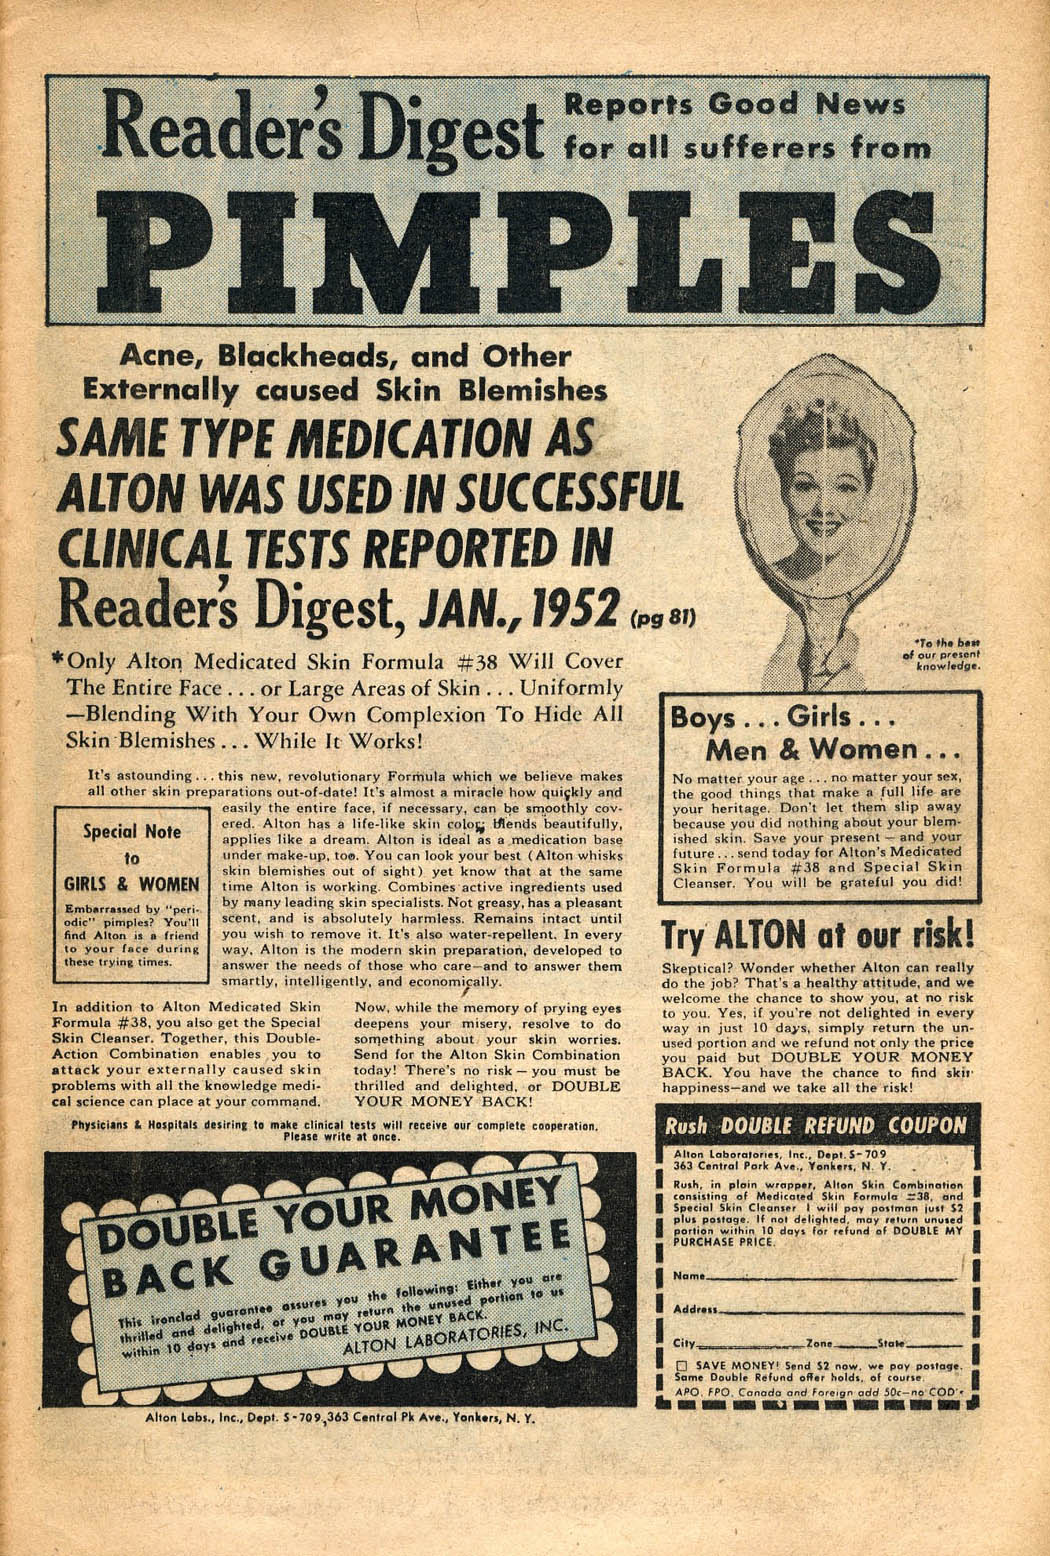 Reader's Digest Reports Good News
for all sufferers from
PIMPLES
Acne, Blackheads, and Other
Externally caused Skin Blemishes
SAME TYPE MEDICATION AS
ALTON WAS USED IN SUCCESSFUL
CLINICAL TESTS REPORTED IN
Reader's Digest, JAN., 1952 (pg 81)
*Only Alton Medicated Skin Formula #38 Will Cover
The Entire Face . . . or Large Areas of Skin . . . Uniformly
—Blending With Your Own Complexion To Hide All
Skin Blemishes . . . While It Works!
*To the best
of our present
knowledge.
It's astounding . . . this new, revolutionary Formula which we believe makes
all other skin preparations out-of-date! It's almost a miracle how quickly and
easily the entire face, if necessary, can be smoothly cov-
ered. Alton has a life-like skin color, blends beautifully,
applies like a dream. Alton is ideal as a medication base
under make-up, too. You can look your best (Alton whisks
skin blemishes out of sight) yet know that at the same
time Alton is working. Combines active ingredients used
by many leading skin specialists. Not greasy, has a pleasant
scent, and is absolutely harmless. Remains intact until
you wish to remove it. It's also water-repellent. In every
way, Alton is the modern skin preparation, developed to
answer the needs of those who care—and to answer them
smartly, intelligently, and economically.
Special Note
to
GIRLS & WOMEN
Embarrassed by "peri-
odic" pimples? You'll
find Alton is a friend
to your face during
these trying times.
In addition to Alton Medicated Skin
Formula #38, you also get the Special
Skin Cleanser. Together, this Double-
Action Combination enables you to
attack your externally caused skin
problems with all the knowledge medi-
cal science can place at your command.
Now, while the memory of prying eyes
deepens your misery, resolve to do
something about your skin worries.
Send for the Alton Skin Combination
today! There's no risk — you must be
thrilled and delighted, or DOUBLE
YOUR MONEY BACK!
Physicians & Hospitals desiring to make clinical tests will receive our complete cooperation.
Please write at once.
DOUBLE YOUR MONEY
BACK GUARANTEE
This ironclad guarantee assures you the following: Either you are
thrilled and delighted, or you may return the unused portion to us
within 10 days and receive DOUBLE YOUR MONEY BACK.
ALTON LABORATORIES, INC.
Alton Labs., Inc., Dept. S-709, 363 Central Pk Ave., Yonkers, N. Y.
Boys . . . Girls . . .
Men & Women . . .
No matter your age . . . no matter your sex,
the good things that make a full life are
your heritage. Don't let them slip away
because you did nothing about your blem-
ished skin. Save your present — and your
future . . . send today for Alton's Medicated
Skin Formula #38 and Special Skin
Cleanser. You will be grateful you did!
Try ALTON at our risk!
Skeptical? Wonder whether Alton can really
do the job? That's a healthy attitude, and we
welcome the chance to show you, at no risk
to you. Yes, if you're not delighted in every
way in just 10 days, simply return the un-
used portion and we refund not only the price
you paid but DOUBLE YOUR MONEY
BACK. You have the chance to find skin
happiness—and we take all the risk!
Rush DOUBLE REFUND COUPON
Alton Laboratories, Inc., Dept. S-709
363 Central Park Ave., Yonkers, N. Y.
Rush, in plain wrapper, Alton Skin Combination
consisting of Medicated Skin Formula #38, and
Special Skin Cleanser I will pay postman just $2
plus postage. If not delighted, may return unused
portion within 10 days for refund of DOUBLE MY
PURCHASE PRICE.
Name
Address
City Zone State
SAVE MONEY! Send $2 now, we pay postage.
Same Double Refund offer holds, of course.
APO, FPO, Canada and Foreign add 50c—no COD's